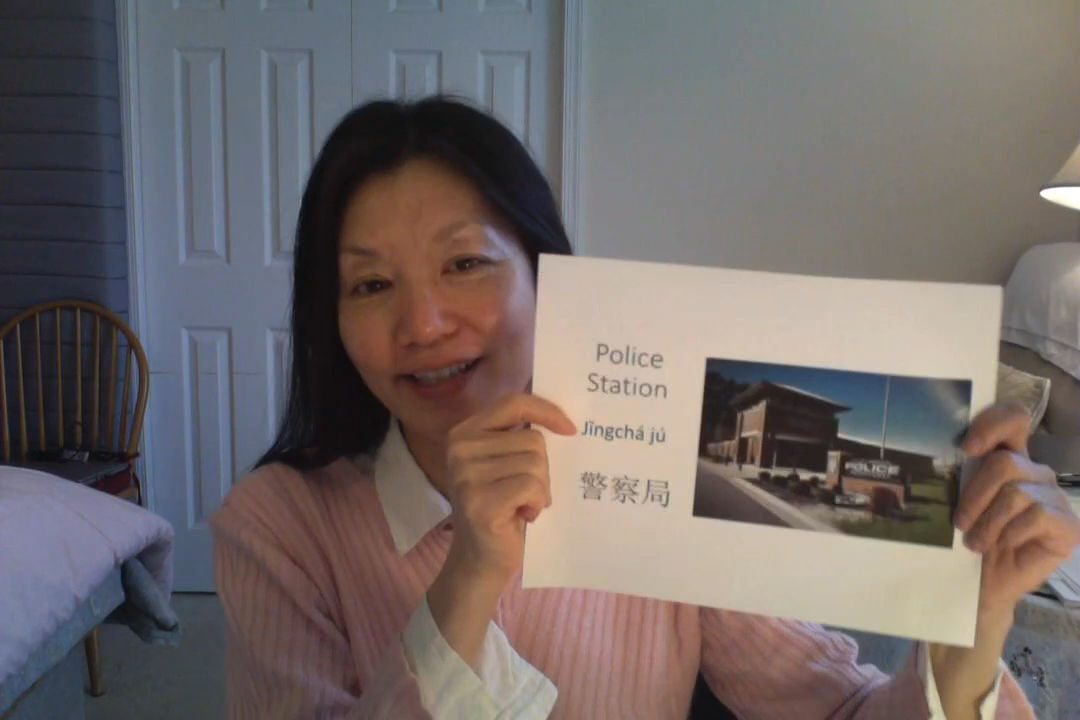 Police
Station
Jǐngchá jú
警察局
POLICE